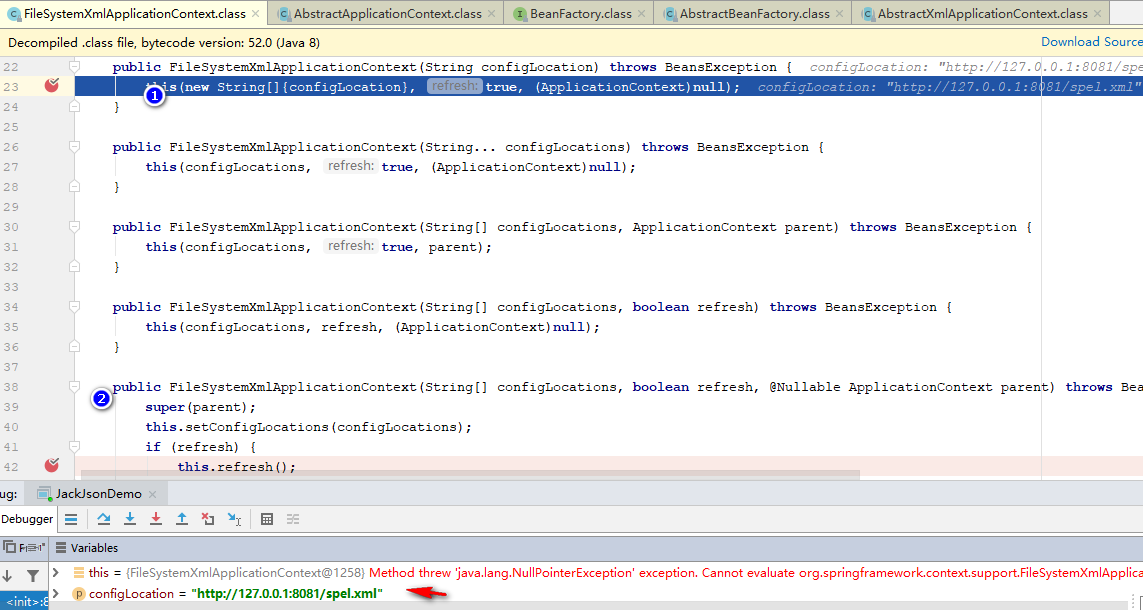 FileSystemXmlApplicationContext.class AbstractApplicationContext.class BeanFactory.class AbstractBeanFactory.class AbstractXmlApplicationContext.class
Decompiled .class file, bytecode version: 52.0 (Java 8) Download Source
22 public FileSystemXmlApplicationContext(String configLocation) throws BeansException { configLocation: "http://127.0.0.1:8081/spe
23 this(new String[]{configLocation}, refresh: true, (ApplicationContext)null); configLocation: "http://127.0.0.1:8081/spel.xml"
1
24 }
25
26 public FileSystemXmlApplicationContext(String... configLocations) throws BeansException {
27 this(configLocations, refresh: true, (ApplicationContext)null);
28 }
29
30 public FileSystemXmlApplicationContext(String[] configLocations, ApplicationContext parent) throws BeansException {
31 this(configLocations, refresh: true, parent);
32 }
33
34 public FileSystemXmlApplicationContext(String[] configLocations, boolean refresh) throws BeansException {
35 this(configLocations, refresh, (ApplicationContext)null);
36 }
37
38 public FileSystemXmlApplicationContext(String[] configLocations, boolean refresh, @Nullable ApplicationContext parent) throws Bea
2
39 super(parent);
40 this.setConfigLocations(configLocations);
41 if (refresh) {
42 this.refresh();
ug: JackJsonDemo
Debugger
Variables
this = {FileSystemXmlApplicationContext@1258} Method threw 'java.lang.NullPointerException' exception. Cannot evaluate org.springframework.context.support.FileSystemXmlApplica
configLocation = "http://127.0.0.1:8081/spel.xml"
<init>:8